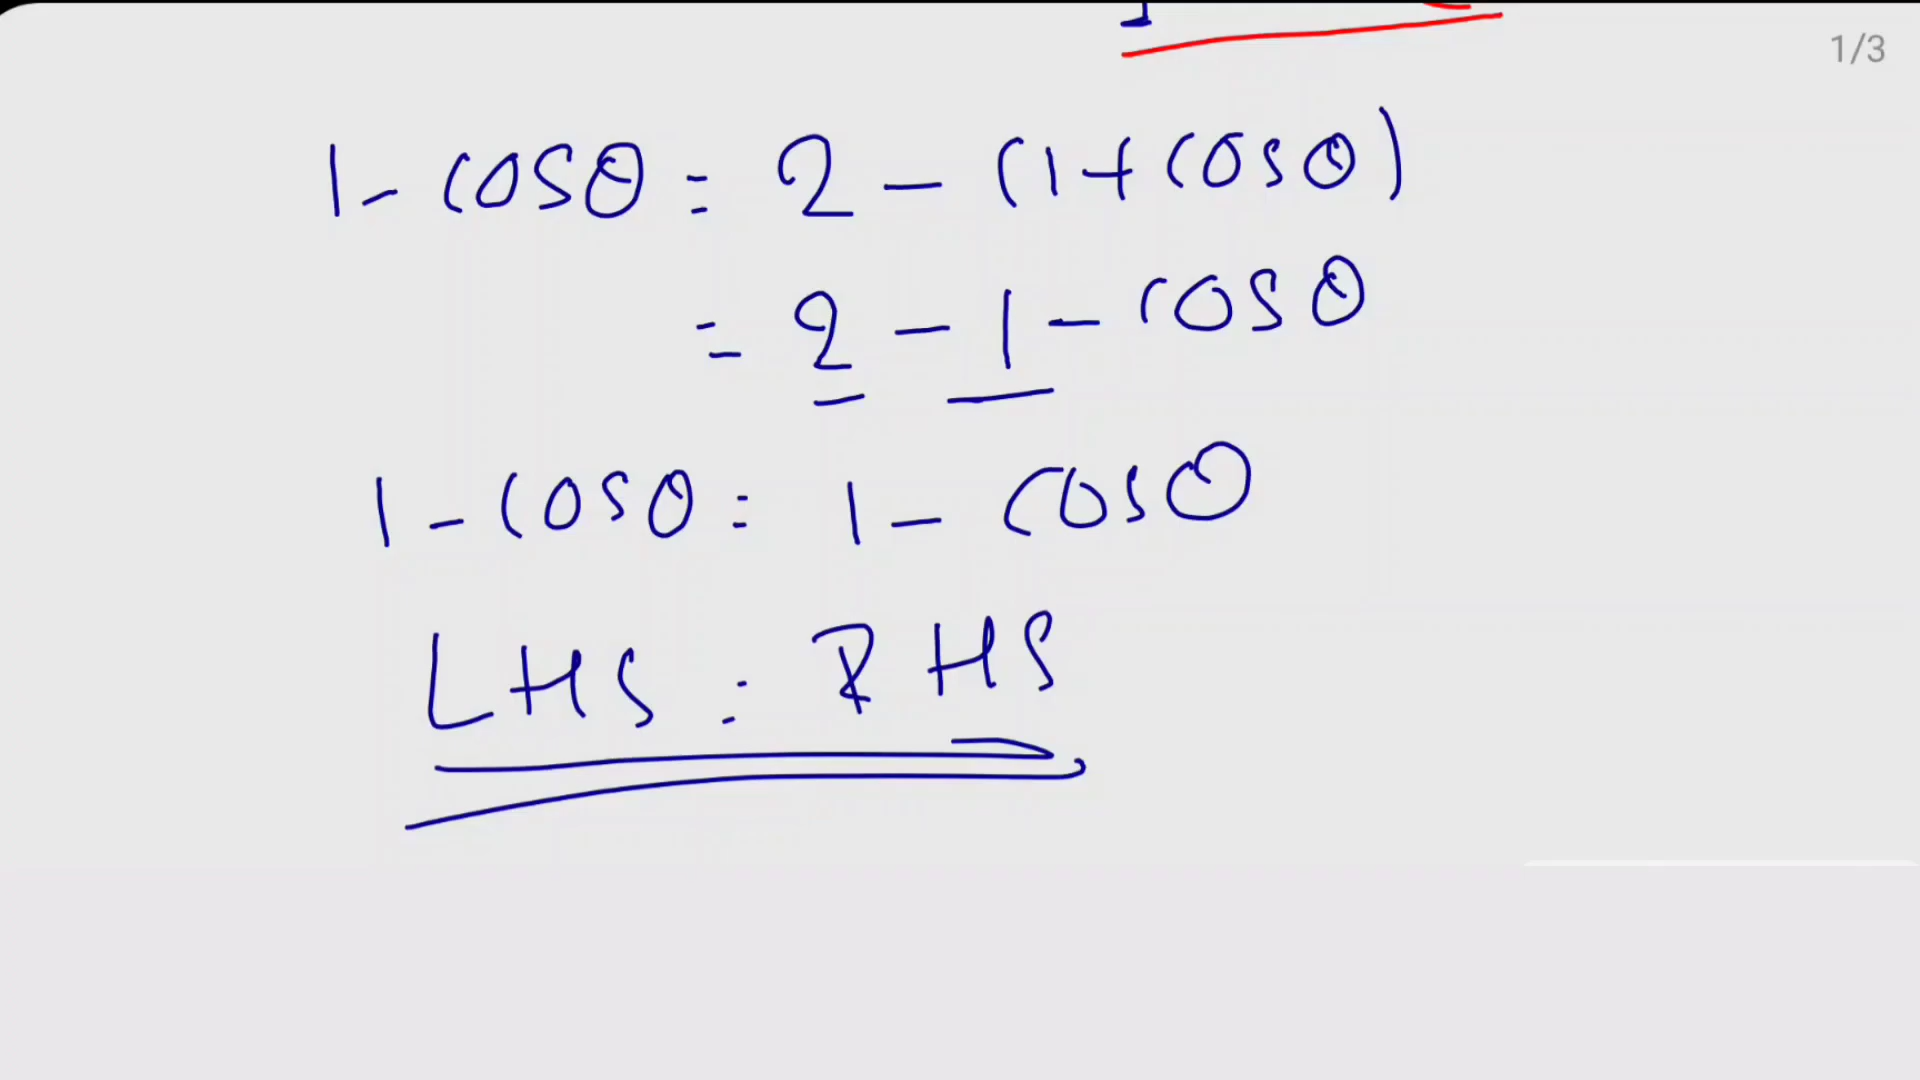 1/3
1 - cosθ = 2 - (1 + cosθ)
= 2 - 1 - cosθ
1 - cosθ = 1 - cosθ
LHS = RHS